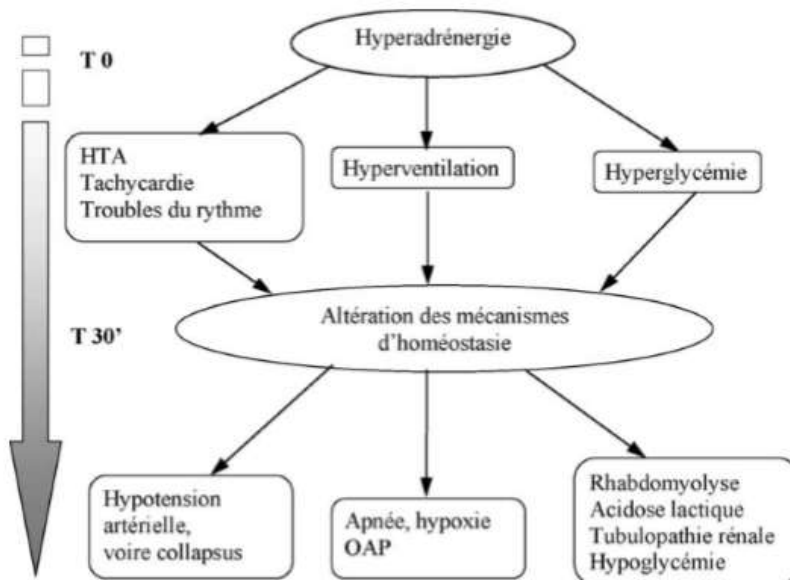 Hyperadrénergie
T 0
HTA
Tachycardie
Troubles du rythme
Hyperventilation
Hyperglycémie
Altération des mécanismes
d'homéostasie
T 30'
Hypotension
artérielle,
voire collapsus
Apnée, hypoxie
OAP
Rhabdomyolyse
Acidose lactique
Tubulopathie rénale
Hypoglycémie